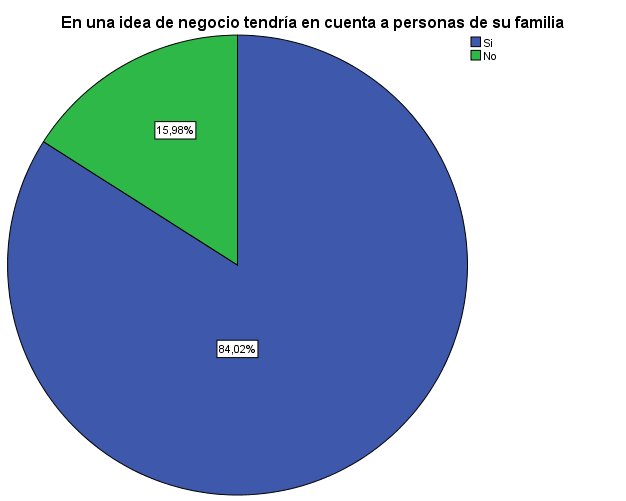 En una idea de negocio tendría en cuenta a personas de su familia
Si
No
15,98%
84,02%